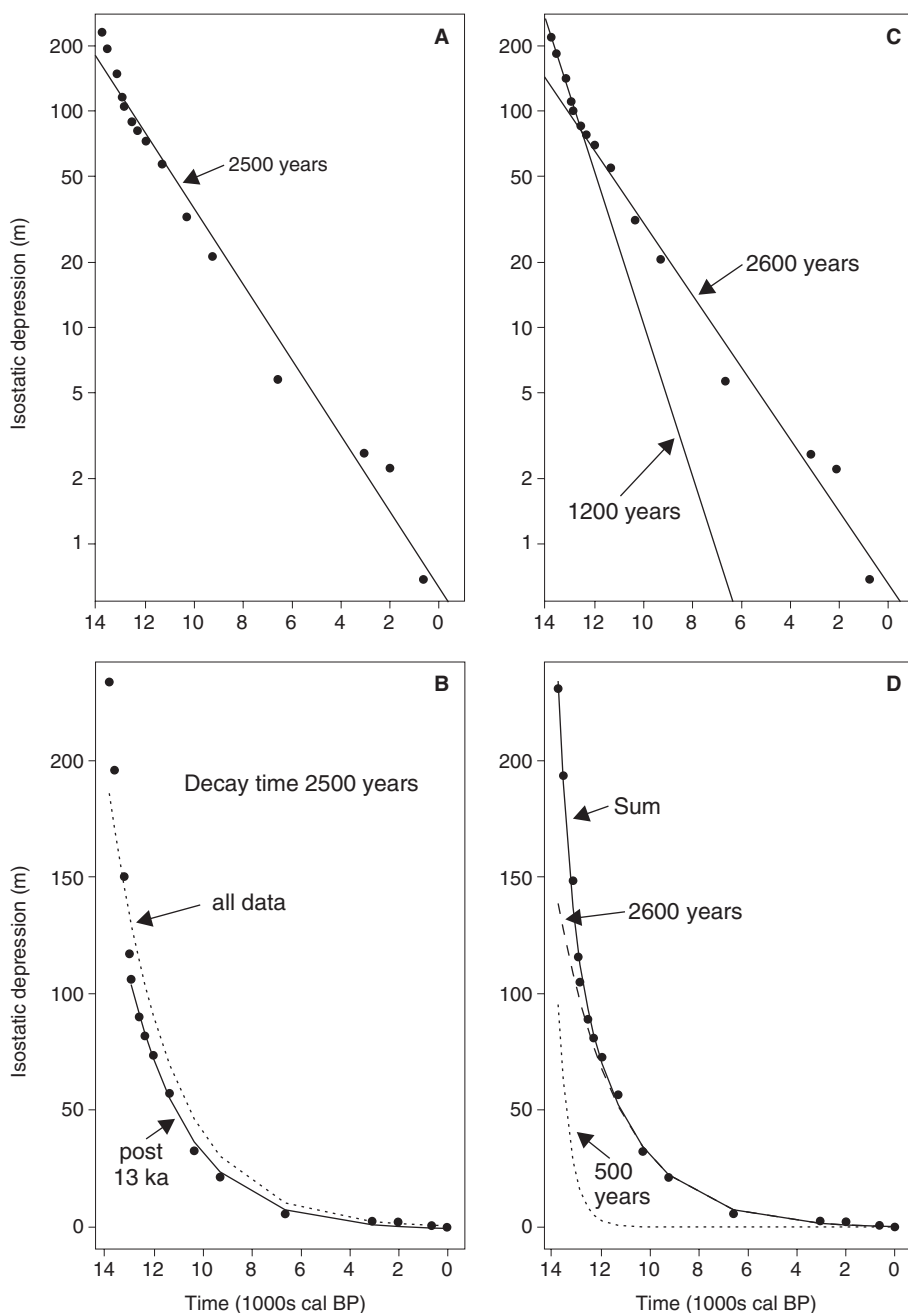 A
200
100
50
20
10
5
2
1
2500 years
Isostatic depression (m)
14 12 10 8 6 4 2 0
C
200
100
50
20
10
5
2
1
2600 years
1200 years
14 12 10 8 6 4 2 0
B
200
150
100
50
0
Decay time 2500 years
all data
post
13 ka
Isostatic depression (m)
14 12 10 8 6 4 2 0
Time (1000s cal BP)
D
200
150
100
50
0
Sum
2600 years
500
years
14 12 10 8 6 4 2 0
Time (1000s cal BP)